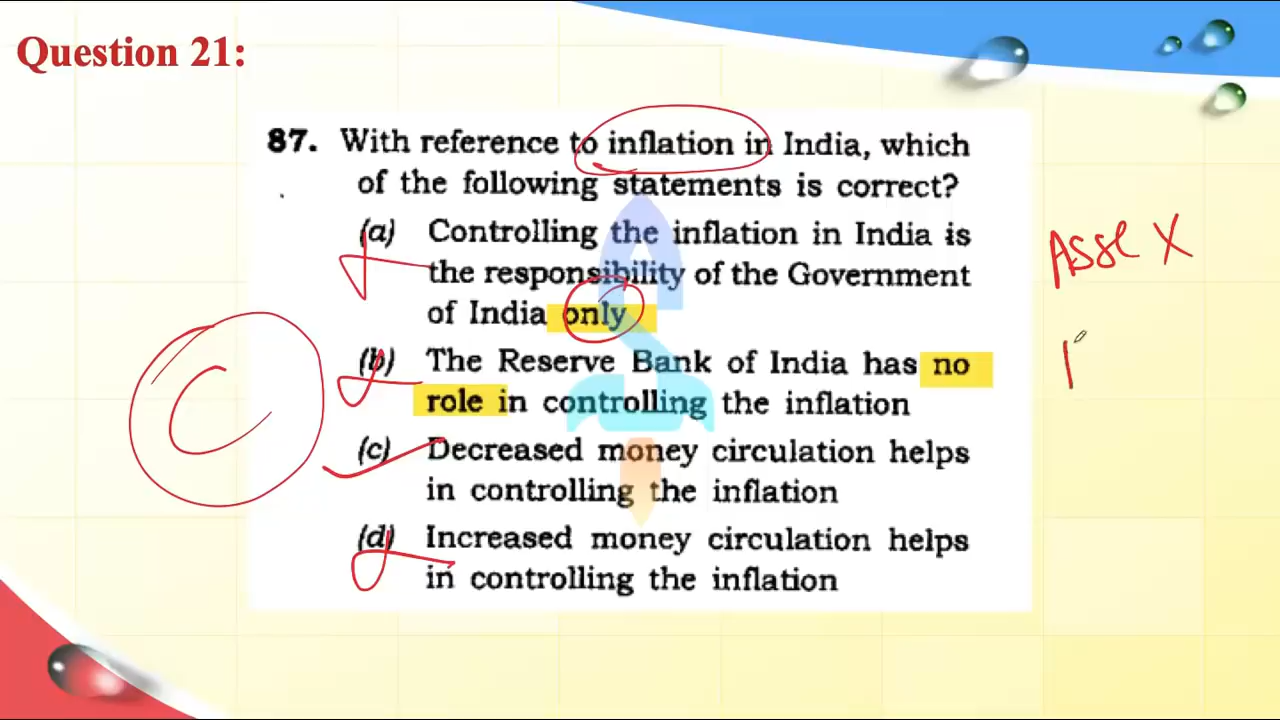 Question 21:
87. With reference to inflation in India, which
of the following statements is correct?
(a) Controlling the inflation in India is
the responsibility of the Government
of India only
(b) The Reserve Bank of India has no
role in controlling the inflation
(c) Decreased money circulation helps
in controlling the inflation
(d) Increased money circulation helps
in controlling the inflation
C